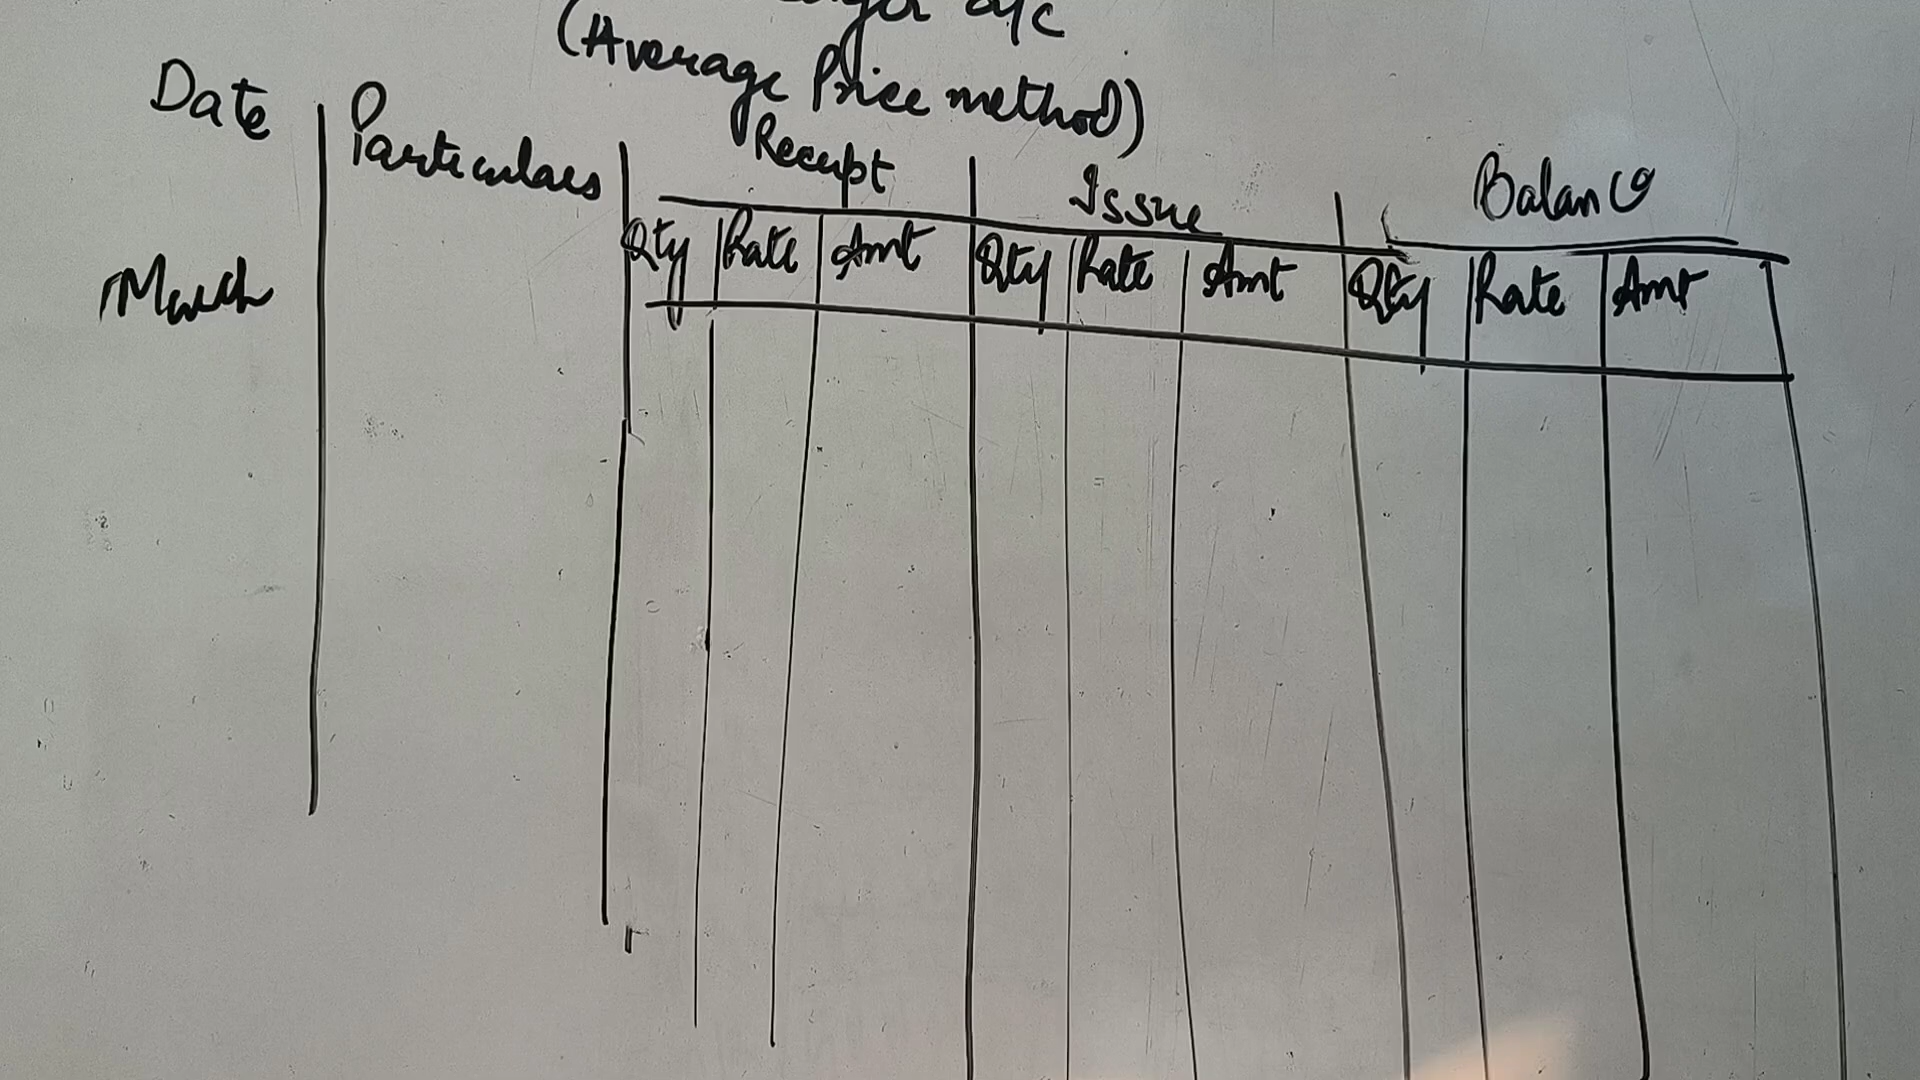 a/c
(Average Price method)
Date Particulars Receipt Issue Balance
Qty Rate Amt Qty Rate Amt Qty Rate Amt
March